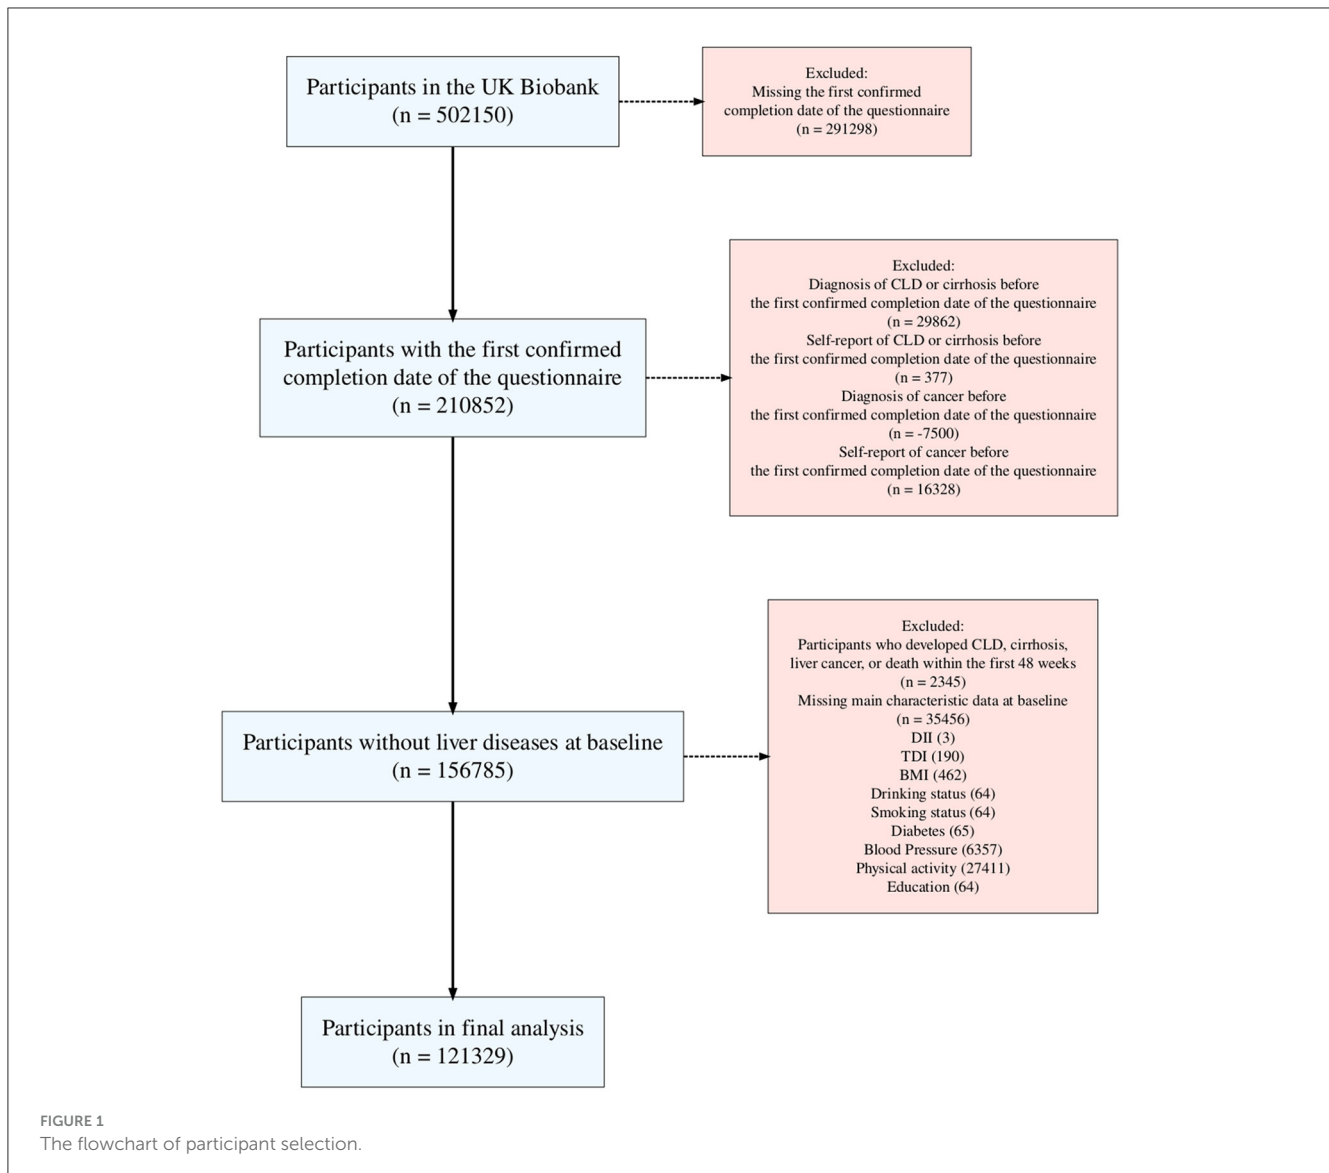 Participants in the UK Biobank
(n = 502150)
Excluded:
Missing the first confirmed
completion date of the questionnaire
(n = 291298)
Participants with the first confirmed
completion date of the questionnaire
(n = 210852)
Excluded:
Diagnosis of CLD or cirrhosis before
the first confirmed completion date of the questionnaire
(n = 29862)
Self-report of CLD or cirrhosis before
the first confirmed completion date of the questionnaire
(n = 377)
Diagnosis of cancer before
the first confirmed completion date of the questionnaire
(n = -7500)
Self-report of cancer before
the first confirmed completion date of the questionnaire
(n = 16328)
Participants without liver diseases at baseline
(n = 156785)
Excluded:
Participants who developed CLD, cirrhosis,
liver cancer, or death within the first 48 weeks
(n = 2345)
Missing main characteristic data at baseline
(n = 35456)
DII (3)
TDI (190)
BMI (462)
Drinking status (64)
Smoking status (64)
Diabetes (65)
Blood Pressure (6357)
Physical activity (27411)
Education (64)
Participants in final analysis
(n = 121329)
FIGURE 1
The flowchart of participant selection.